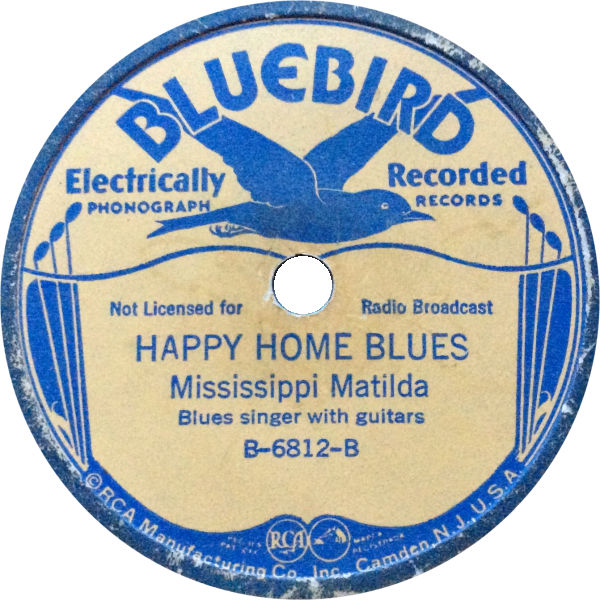 BLUEBIRD
Electrically Recorded
PHONOGRAPH RECORDS
Not Licensed for Radio Broadcast
HAPPY HOME BLUES
Mississippi Matilda
Blues singer with guitars
B-6812-B
RCA
©RCA Manufacturing Co., Inc., Camden, N.J., U.S.A.